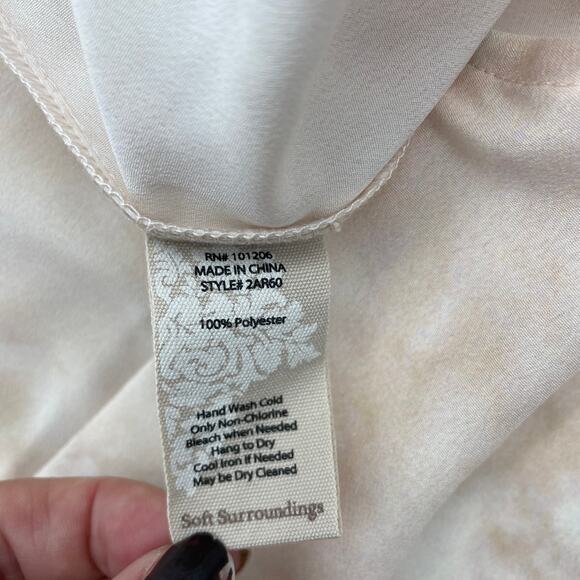 RN# 101206
MADE IN CHINA
STYLE# 2AR60
100% Polyester
Hand Wash Cold
Only Non-Chlorine
Bleach when Needed
Hang to Dry
Cool Iron if Needed
May be Dry Cleaned
Soft Surroundings